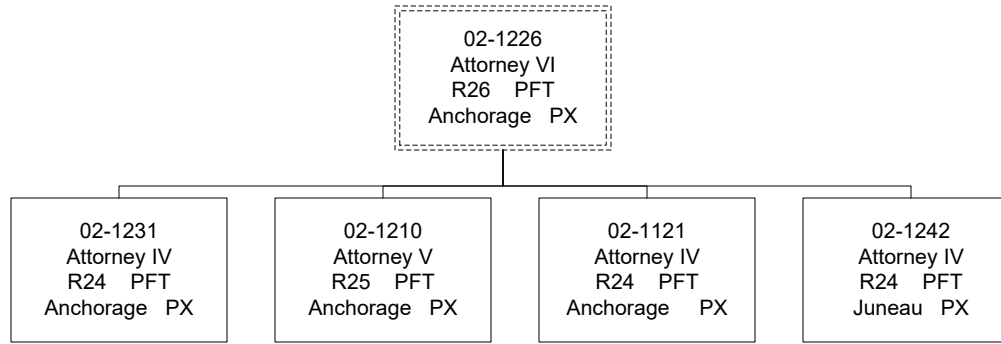 02-1226
Attorney VI
R26 PFT
Anchorage PX
02-1231
Attorney IV
R24 PFT
Anchorage PX
02-1210
Attorney V
R25 PFT
Anchorage PX
02-1121
Attorney IV
R24 PFT
Anchorage PX
02-1242
Attorney IV
R24 PFT
Juneau PX